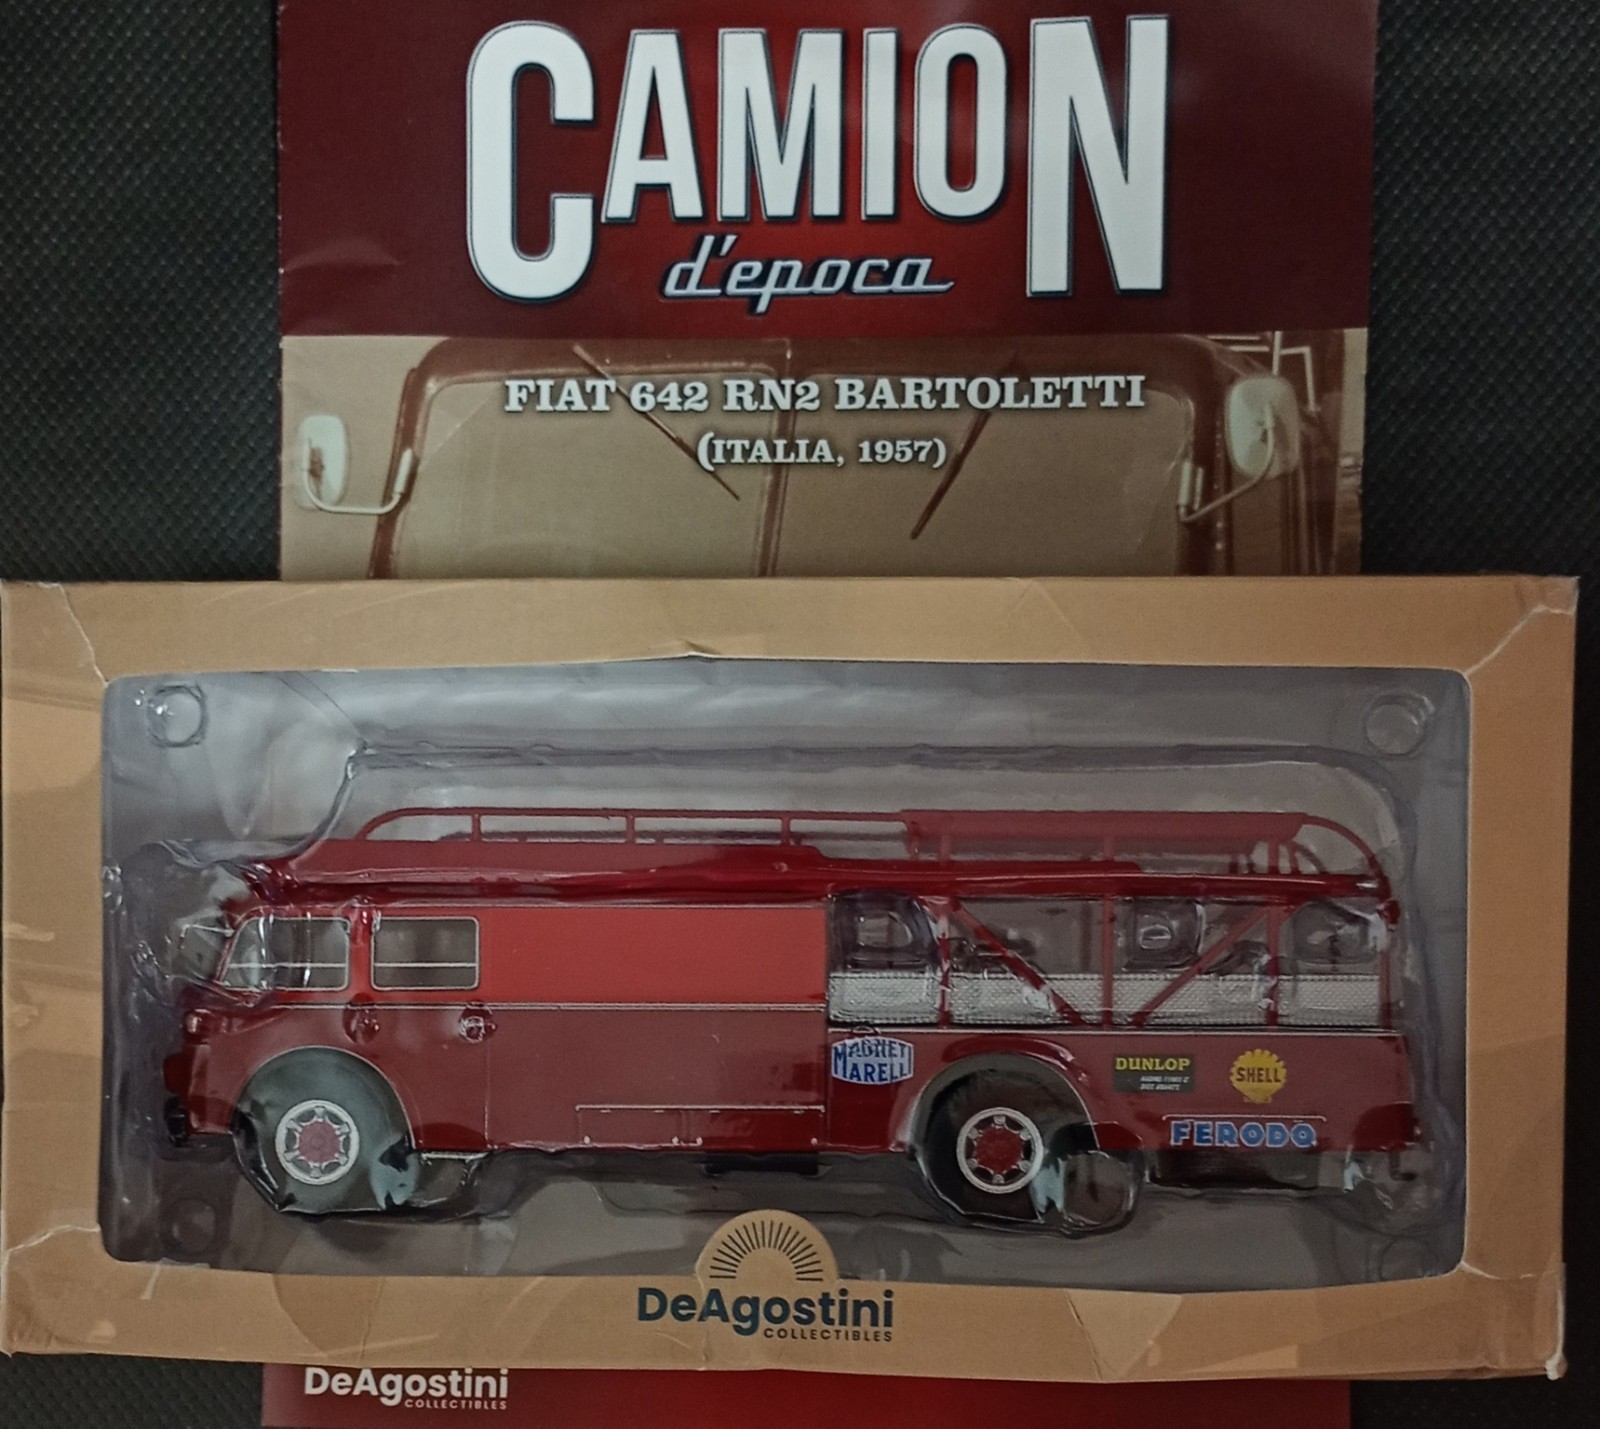 CAMION
d'epoca
FIAT 642 RN2 BARTOLETTI
(ITALIA, 1957)
MAGNETI
MARELLI
DUNLOP
SHELL
FERODO
DeAgostini
COLLECTIBLES
DeAgostini
COLLECTIBLES